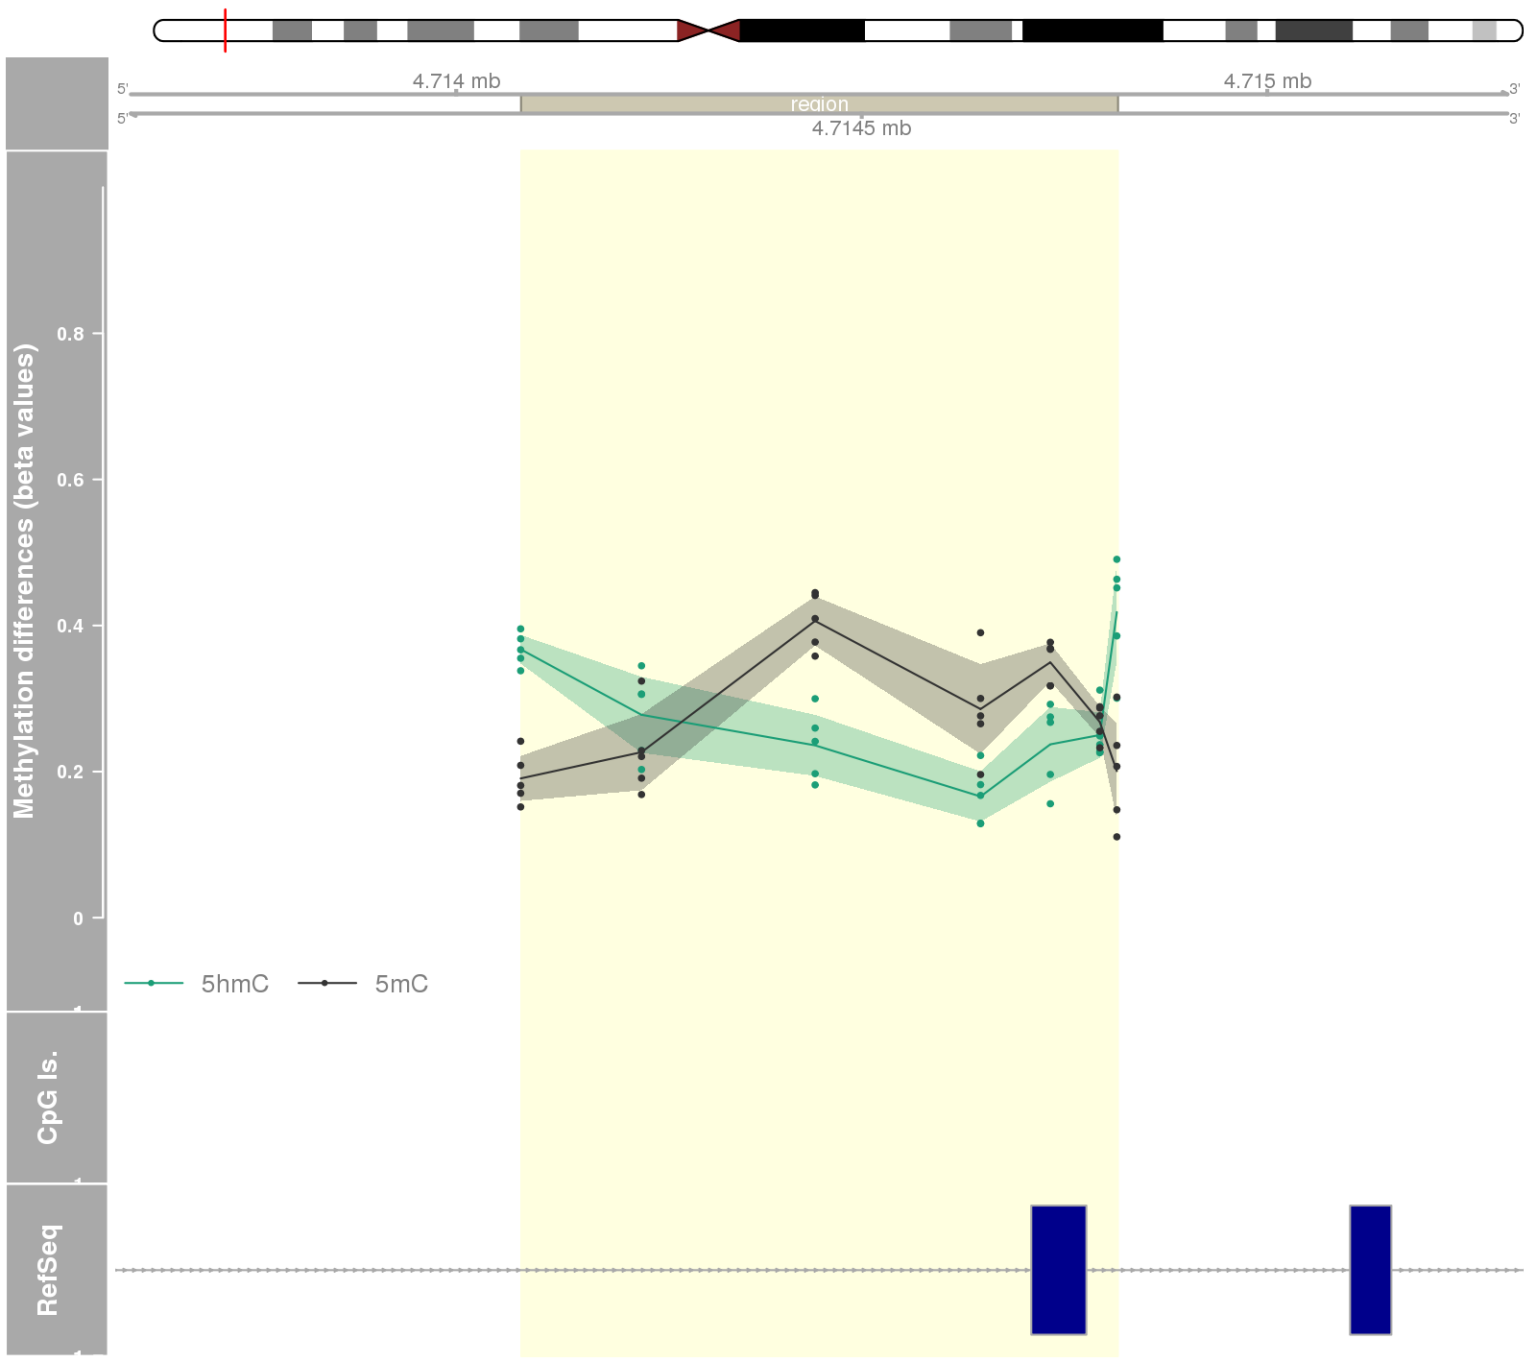 4.714 mb
4.715 mb
5'
3'
region
5'
3'
4.7145 mb
Methylation differences (beta values)
0.8
0.6
0.4
0.2
0
5hmC
5mC
CpG Is.
RefSeq